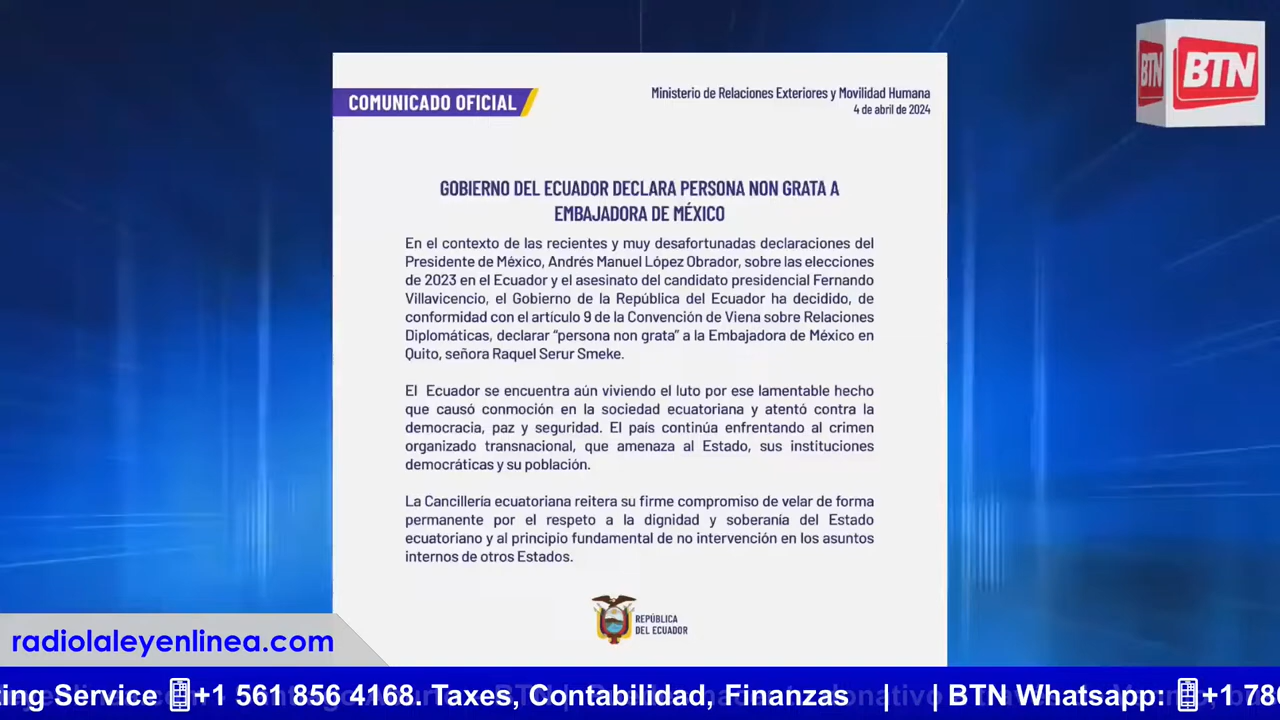 BTN
BTN
COMUNICADO OFICIAL
Ministerio de Relaciones Exteriores y Movilidad Humana
4 de abril de 2024
GOBIERNO DEL ECUADOR DECLARA PERSONA NON GRATA A
EMBAJADORA DE MÉXICO
En el contexto de las recientes y muy desafortunadas declaraciones del
Presidente de México, Andrés Manuel López Obrador, sobre las elecciones
de 2023 en el Ecuador y el asesinato del candidato presidencial Fernando
Villavicencio, el Gobierno de la República del Ecuador ha decidido, de
conformidad con el artículo 9 de la Convención de Viena sobre Relaciones
Diplomáticas, declarar “persona non grata” a la Embajadora de México en
Quito, señora Raquel Serur Smeke.
El Ecuador se encuentra aún viviendo el luto por ese lamentable hecho
que causó conmoción en la sociedad ecuatoriana y atentó contra la
democracia, paz y seguridad. El país continúa enfrentando al crimen
organizado transnacional, que amenaza al Estado, sus instituciones
democráticas y su población.
La Cancillería ecuatoriana reitera su firme compromiso de velar de forma
permanente por el respeto a la dignidad y soberanía del Estado
ecuatoriano y al principio fundamental de no intervención en los asuntos
internos de otros Estados.
REPÚBLICA
DEL ECUADOR
radiolaleyenlinea.com
ting Service +1 561 856 4168. Taxes, Contabilidad, Finanzas | | BTN Whatsapp: +1 786